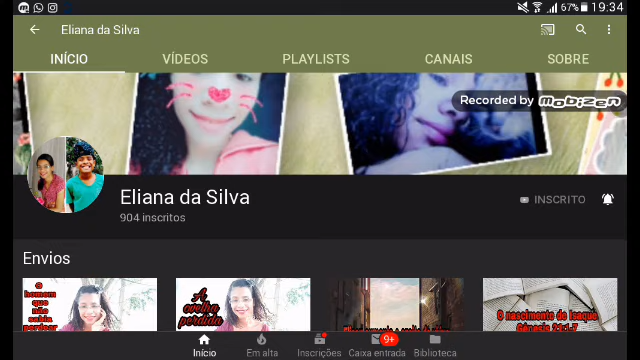 67% 19:34
Eliana da Silva
INÍCIO VÍDEOS PLAYLISTS CANAIS SOBRE
Recorded by MOBIZEN
Eliana da Silva
INSCRITO
904 inscritos
Envios
O
homem
que
não
sabia
perdoar
A
ovelha
perdida
O nascimento de Isaque
Gênesis 21:1-7
9+
Início Em alta Inscrições Caixa entrada Biblioteca